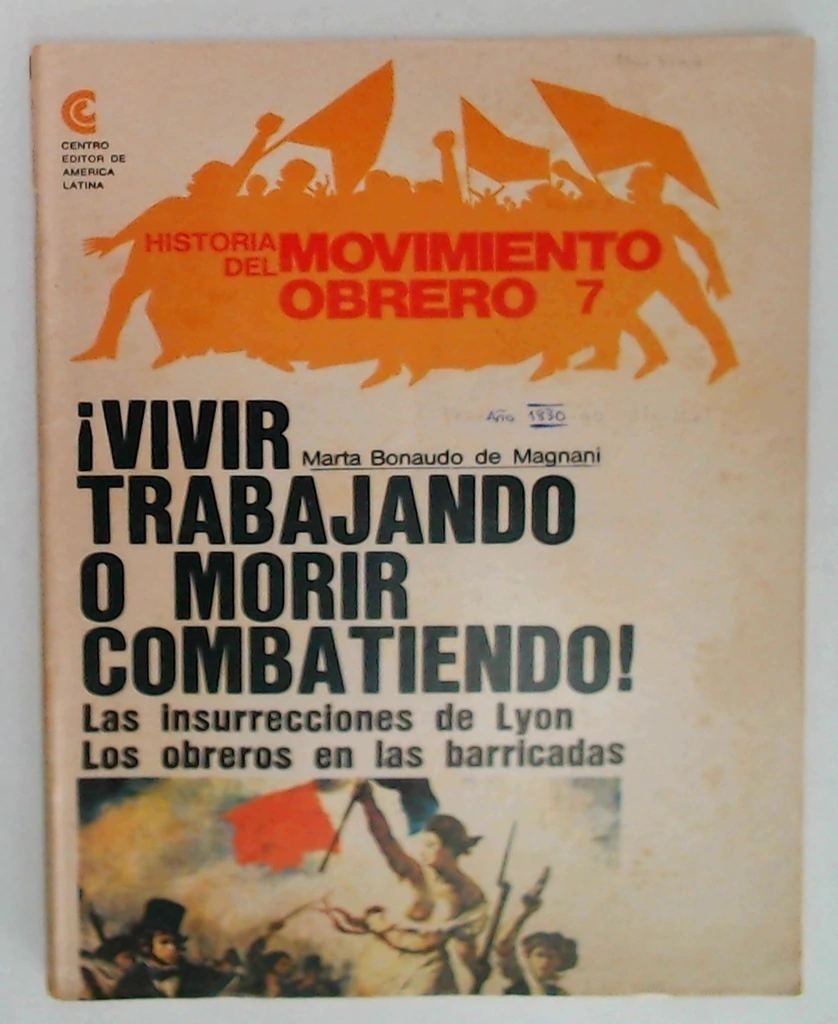 CENTRO
EDITOR DE
AMERICA
LATINA
HISTORIA
DEL
MOVIMIENTO
OBRERO 7
Año 1830
¡VIVIR
Marta Bonaudo de Magnani
TRABAJANDO
O MORIR
COMBATIENDO!
Las insurrecciones de Lyon
Los obreros en las barricadas